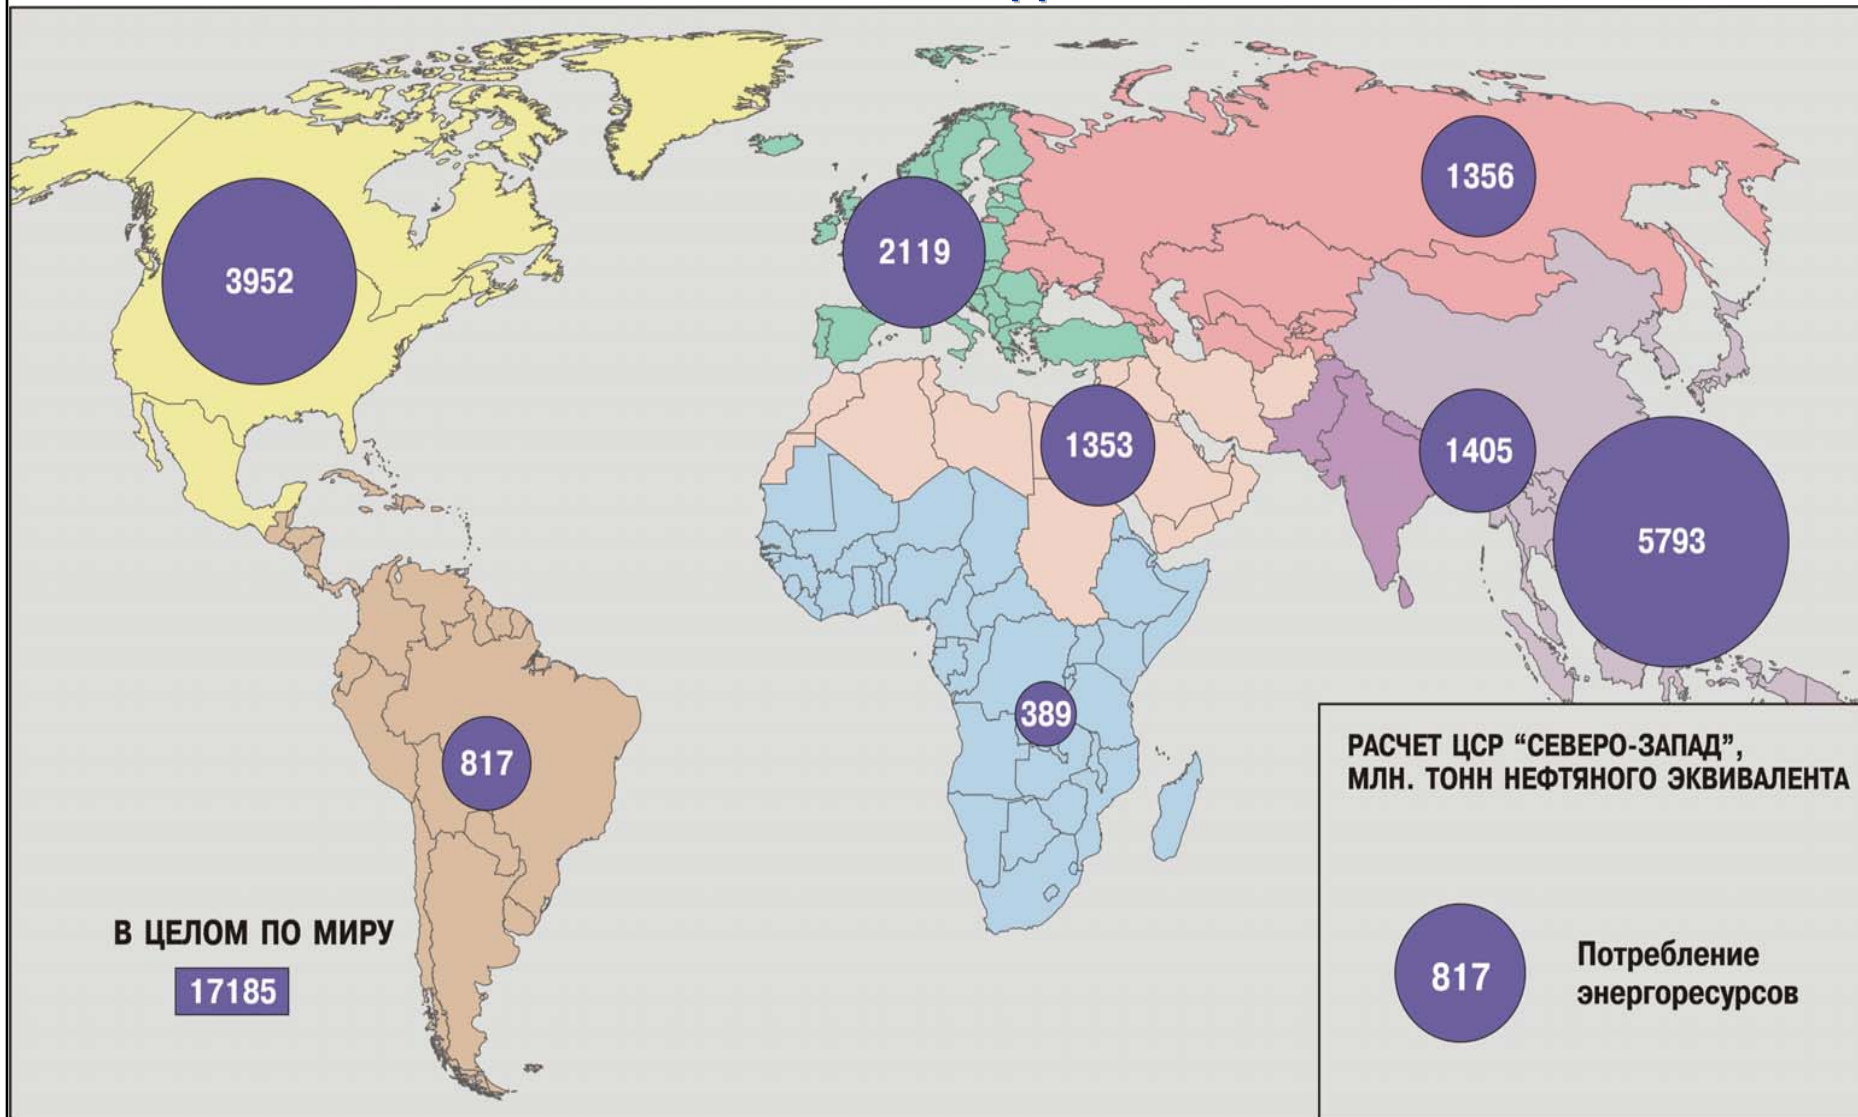 3952
2119
1356
1353
1405
5793
389
817
РАСЧЕТ ЦСР “СЕВЕРО-ЗАПАД”,
МЛН. ТОНН НЕФТЯНОГО ЭКВИВАЛЕНТА
В ЦЕЛОМ ПО МИРУ
17185
817
Потребление
энергоресурсов